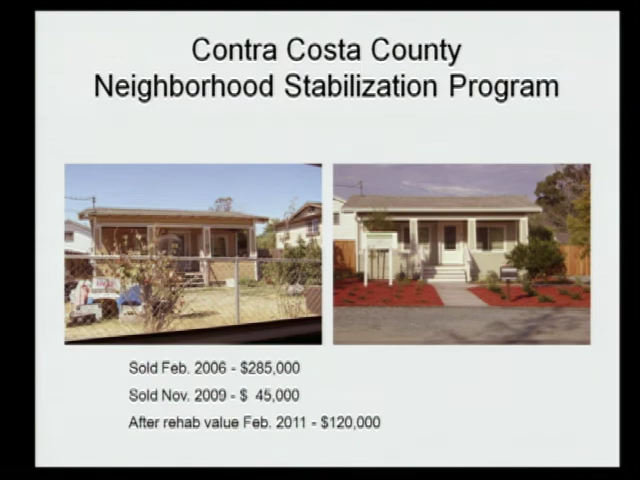 Contra Costa County
Neighborhood Stabilization Program
Sold Feb. 2006 - $285,000
Sold Nov. 2009 - $ 45,000
After rehab value Feb. 2011 - $120,000